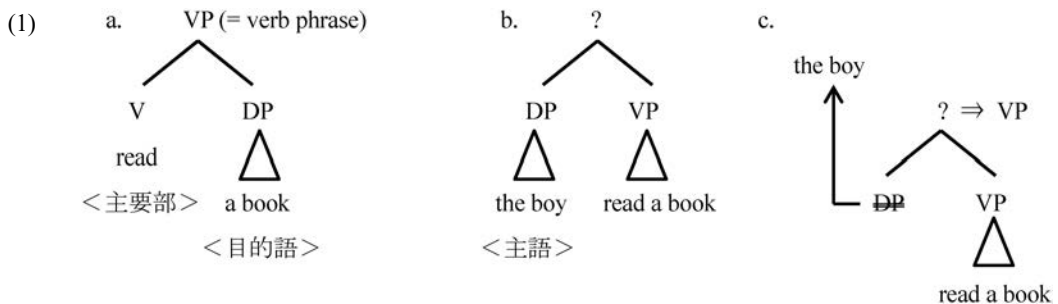 (1) a. VP (= verb phrase) b. ? c.
the boy
V DP DP VP ? ⇒ VP
read
<主要部> a book the boy read a book DP VP
<目的語> <主語>
read a book